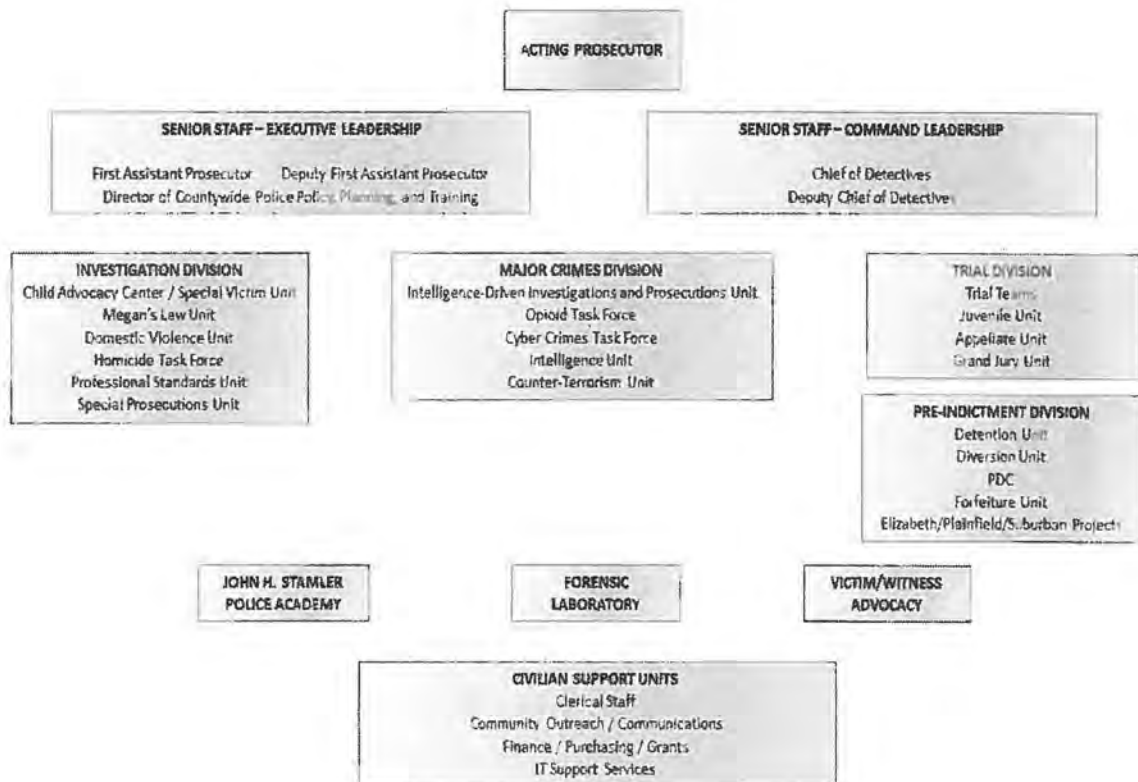 ACTING PROSECUTOR
SENIOR STAFF – EXECUTIVE LEADERSHIP
First Assistant Prosecutor Deputy First Assistant Prosecutor
Director of Countywide Police Policy, Planning, and Training
SENIOR STAFF – COMMAND LEADERSHIP
Chief of Detectives
Deputy Chief of Detectives
INVESTIGATION DIVISION
Child Advocacy Center / Special Victim Unit
Megan's Law Unit
Domestic Violence Unit
Homicide Task Force
Professional Standards Unit
Special Prosecutions Unit
MAJOR CRIMES DIVISION
Intelligence-Driven Investigations and Prosecutions Unit
Opioid Task Force
Cyber Crimes Task Force
Intelligence Unit
Counter-Terrorism Unit
TRIAL DIVISION
Trial Teams
Juvenile Unit
Appellate Unit
Grand Jury Unit
PRE-INDICTMENT DIVISION
Detention Unit
Diversion Unit
PDC
Forfeiture Unit
Elizabeth/Plainfield/Suburban Projects
JOHN H. STAMLER
POLICE ACADEMY
FORENSIC
LABORATORY
VICTIM/WITNESS
ADVOCACY
CIVILIAN SUPPORT UNITS
Clerical Staff
Community Outreach / Communications
Finance / Purchasing / Grants
IT Support Services